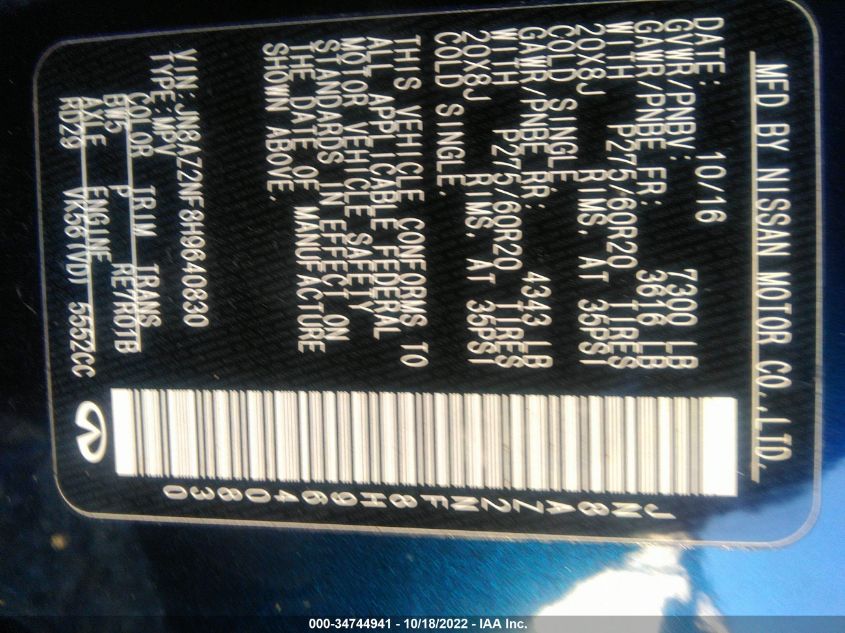 MFD BY NISSAN MOTOR CO.,LTD.
DATE: 10/16
GVWR/PNBV: 7300 LB
GAWR/PNBE FR: 3616 LB
WITH P275/60R20 TIRES
20X8J RIMS, AT 35PSI
COLD SINGLE.
GAWR/PNBE RR: 4343 LB
WITH P275/60R20 TIRES
20X8J RIMS, AT 35PSI
COLD SINGLE.
THIS VEHICLE CONFORMS TO
ALL APPLICABLE FEDERAL
MOTOR VEHICLE SAFETY
STANDARDS IN EFFECT ON
THE DATE OF MANUFACTURE
SHOWN ABOVE.
V.I.N: JN8AZ2NF8H9640830
TYPE MPV
COLOR TRIM TRANS
BW5 P RE7R01B
AXLE ENGINE
RD29 VK56(VD) 5552CC
JN8AZ2NF8H9640830
000-34744941 - 10/18/2022 - IAA Inc.